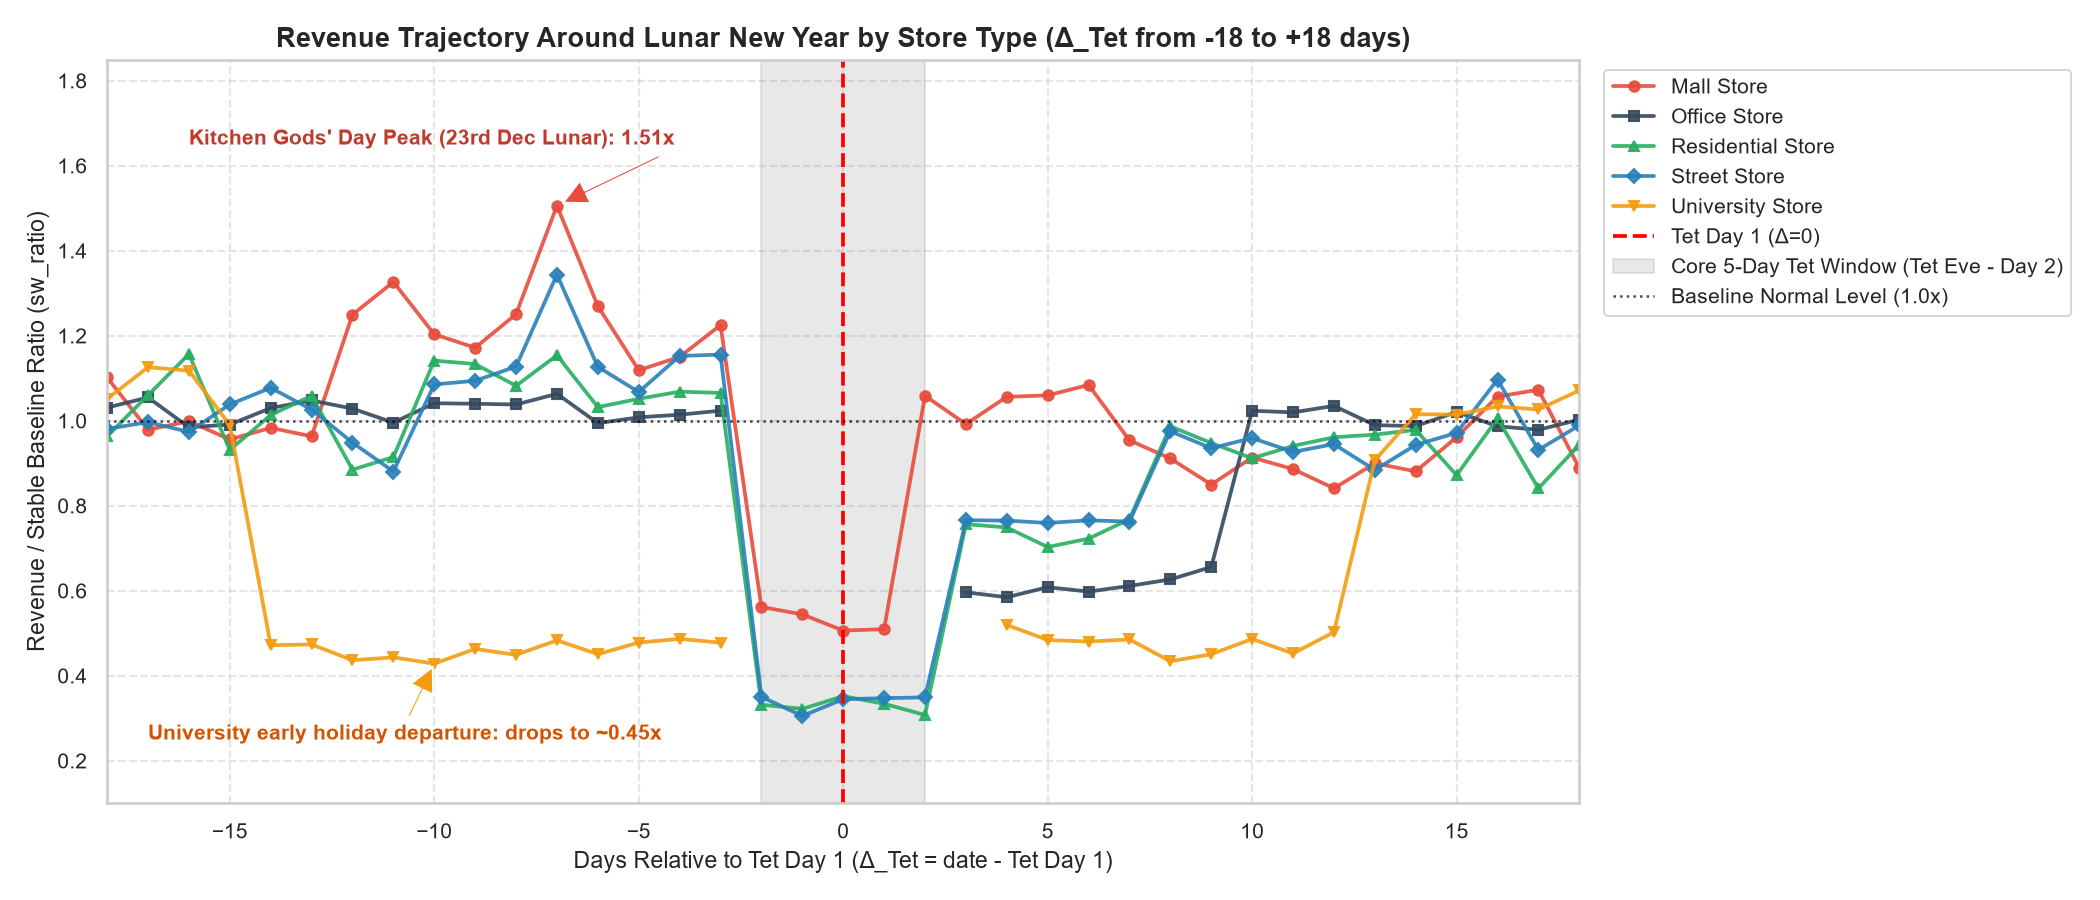 Revenue Trajectory Around Lunar New Year by Store Type (Δ_Tet from -18 to +18 days)
Revenue / Stable Baseline Ratio (sw_ratio)
1.8
1.6
1.4
1.2
1.0
0.8
0.6
0.4
0.2
Kitchen Gods' Day Peak (23rd Dec Lunar): 1.51x
University early holiday departure: drops to ~0.45x
−15
−10
−5
0
5
10
15
Days Relative to Tet Day 1 (Δ_Tet = date - Tet Day 1)
Mall Store
Office Store
Residential Store
Street Store
University Store
Tet Day 1 (Δ=0)
Core 5-Day Tet Window (Tet Eve - Day 2)
Baseline Normal Level (1.0x)